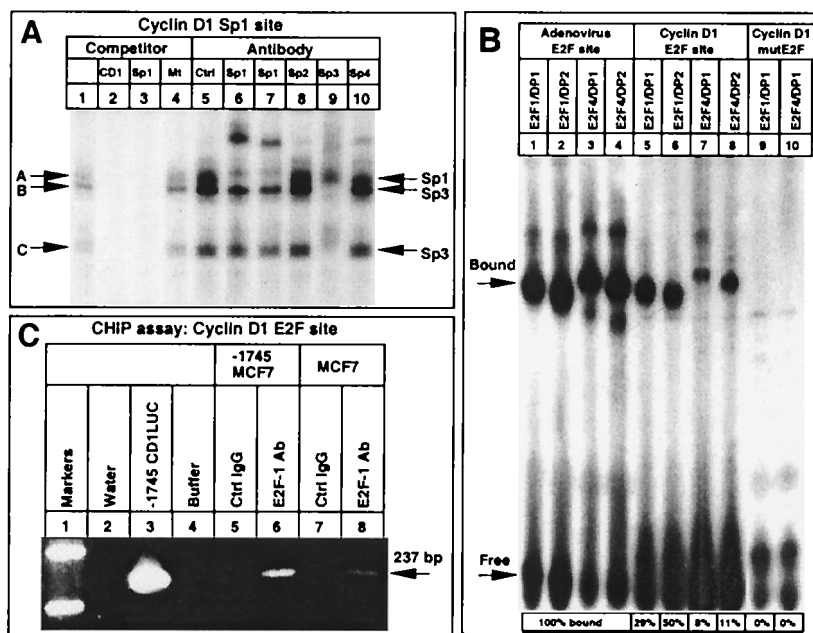 A
Cyclin D1 Sp1 site
Competitor Antibody
CD1 Sp1 Mt Ctrl Sp1 Sp1 Sp2 Sp3 Sp4
1 2 3 4 5 6 7 8 9 10
A
B
C
Sp1
Sp3
Sp3
B
Adenovirus E2F site
Cyclin D1 E2F site
Cyclin D1 mutE2F
E2F1/DP1 E2F1/DP2 E2F4/DP1 E2F4/DP2 E2F1/DP1 E2F1/DP2 E2F4/DP1 E2F4/DP2 E2F1/DP1 E2F4/DP1
1 2 3 4 5 6 7 8 9 10
Bound
Free
100% bound 29% 50% 8% 11% 0% 0%
C
CHIP assay: Cyclin D1 E2F site
-1745 MCF7
MCF7
Markers Water -1745 CD1LUC Buffer Ctrl IgG E2F-1 Ab Ctrl IgG E2F-1 Ab
1 2 3 4 5 6 7 8
237 bp